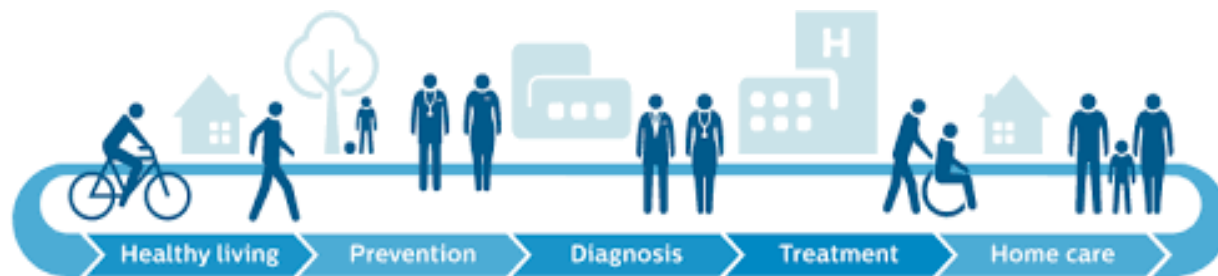 H
Healthy living
Prevention
Diagnosis
Treatment
Home care